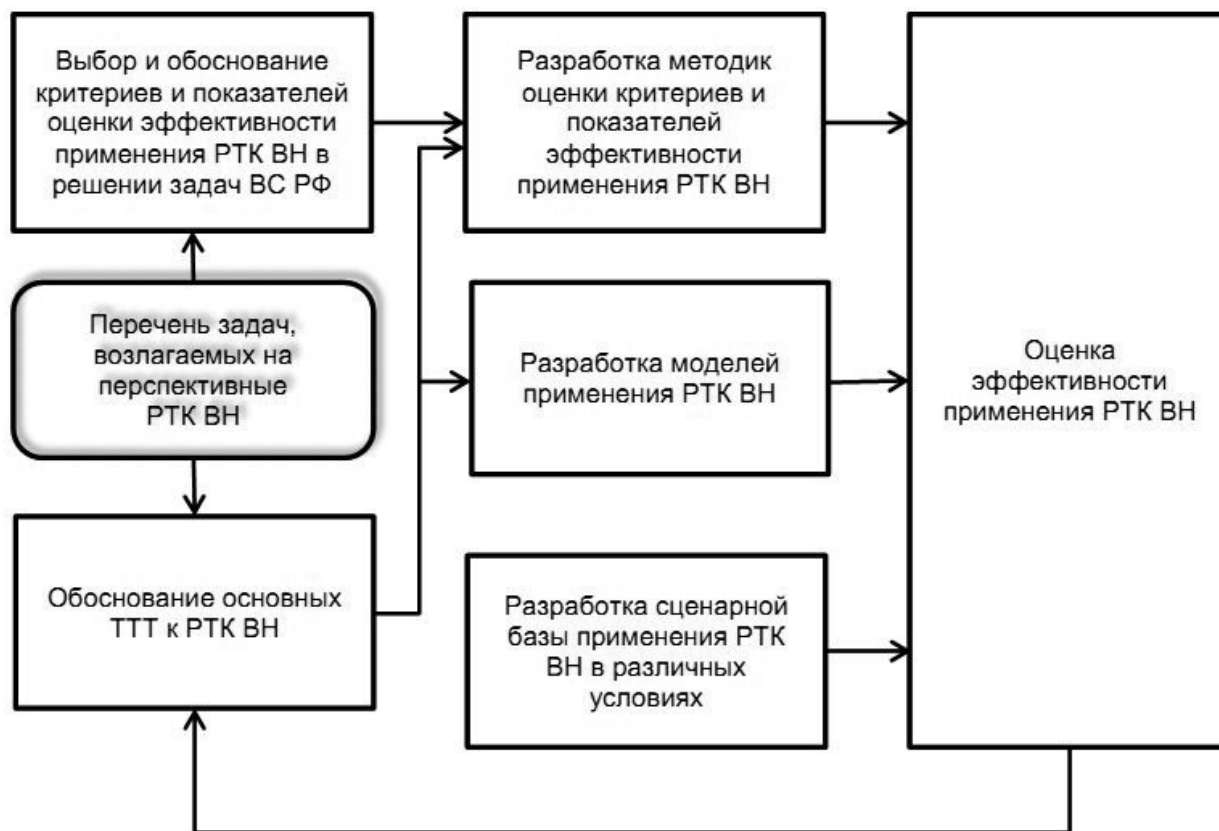 Выбор и обоснование
критериев и показателей
оценки эффективности
применения РТК ВН в
решении задач ВС РФ
Разработка методик
оценки критериев и
показателей
эффективности
применения РТК ВН
Перечень задач,
возлагаемых на
перспективные
РТК ВН
Разработка моделей
применения РТК ВН
Оценка
эффективности
применения РТК ВН
Обоснование основных
ТТТ к РТК ВН
Разработка сценарной
базы применения РТК
ВН в различных
условиях